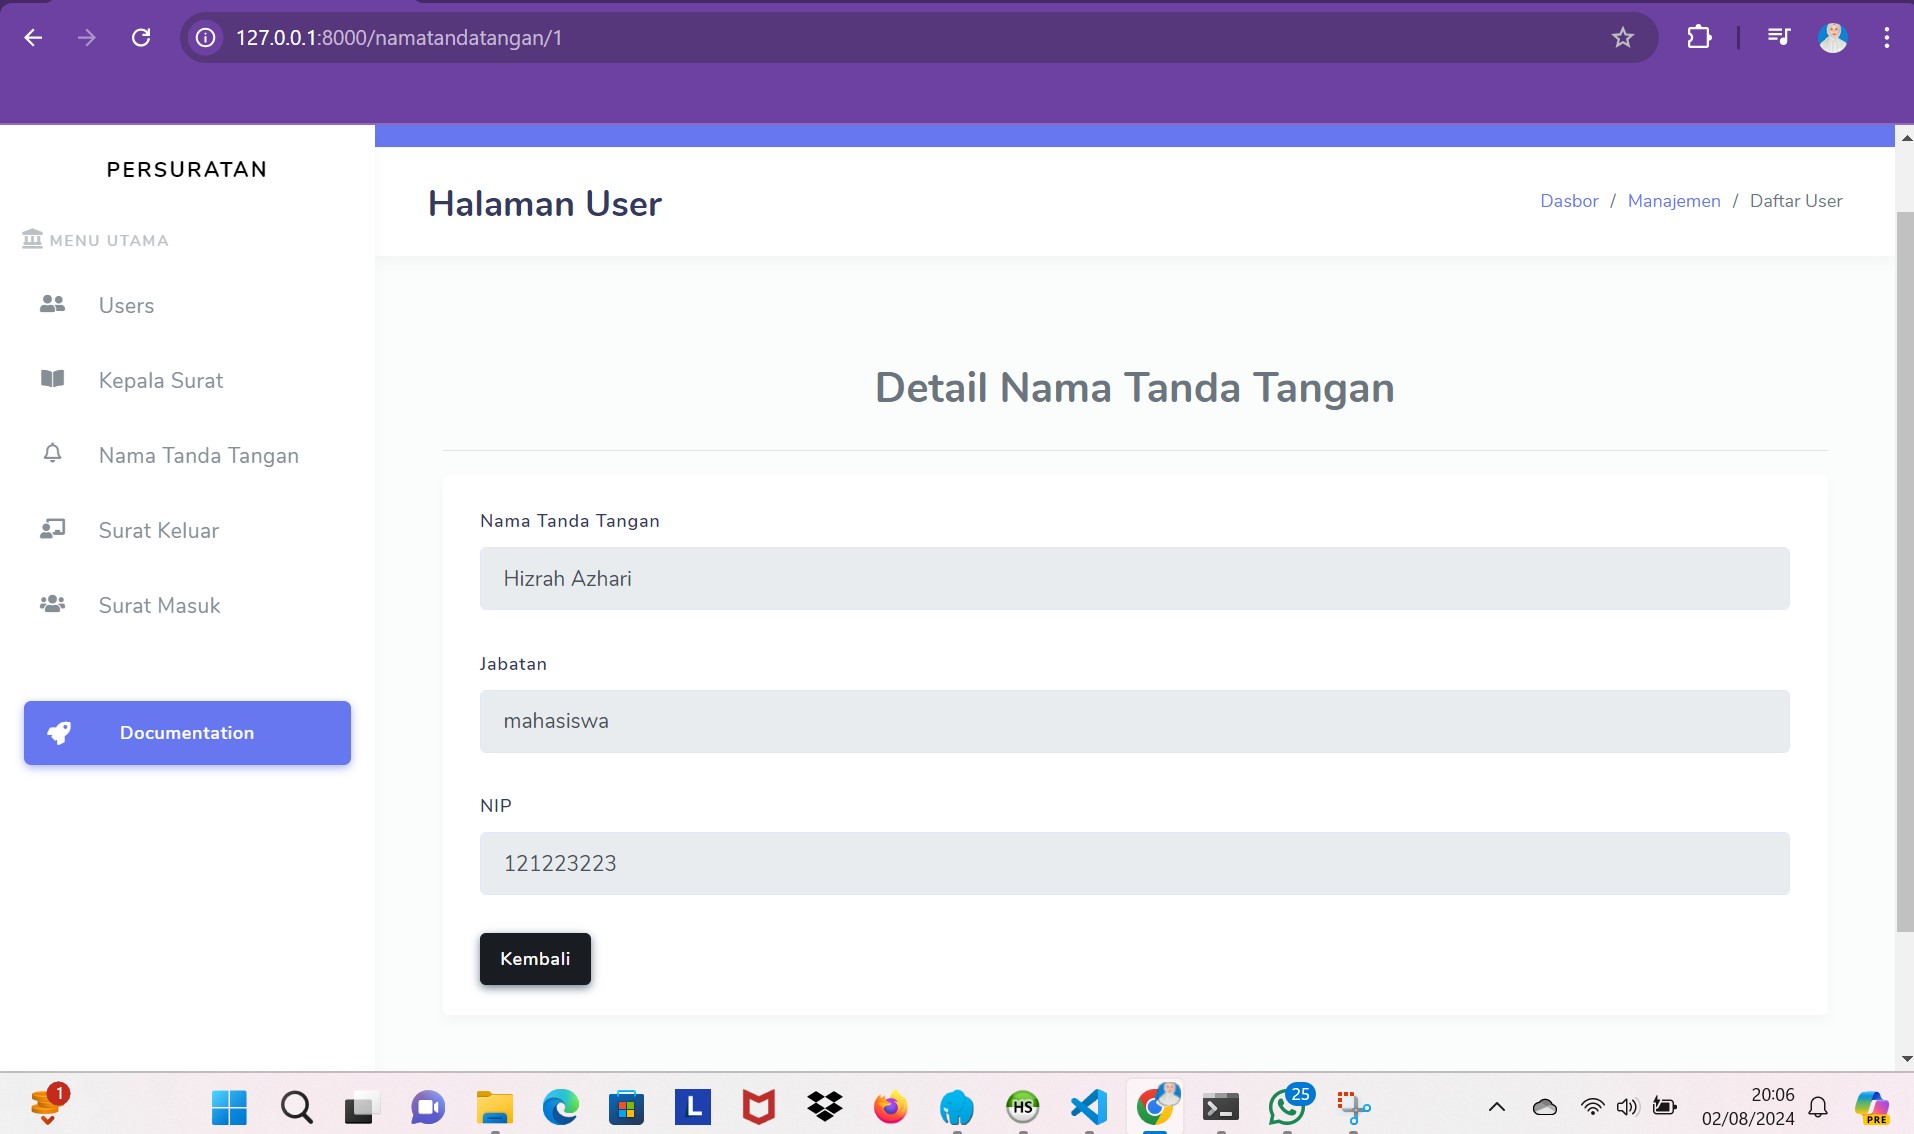 127.0.0.1:8000/namatandatangan/1
PERSURATAN
MENU UTAMA
Users
Kepala Surat
Nama Tanda Tangan
Surat Keluar
Surat Masuk
Documentation
Halaman User
Dasbor / Manajemen / Daftar User
Detail Nama Tanda Tangan
Nama Tanda Tangan
Hizrah Azhari
Jabatan
mahasiswa
NIP
121223223
Kembali
1
L
HS
25
20:06
02/08/2024
PRE